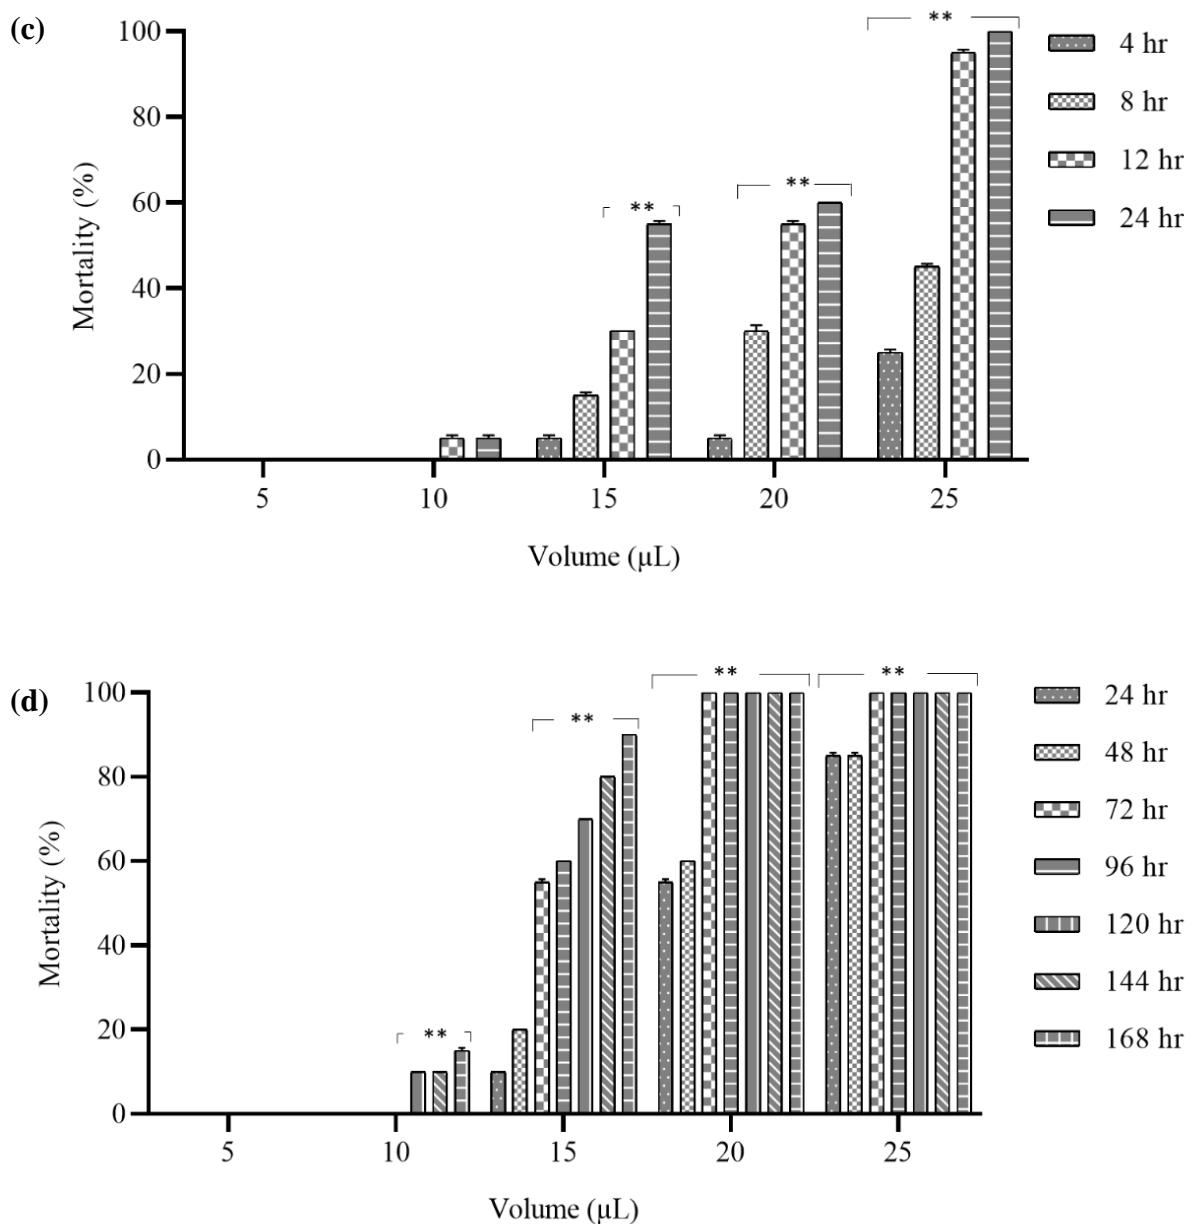 (c)
100
80
60
40
20
0
Mortality (%)
5 10 15 20 25
Volume (µL)
**
**
**
4 hr
8 hr
12 hr
24 hr
(d)
100
80
60
40
20
0
Mortality (%)
5 10 15 20 25
Volume (µL)
**
**
**
**
24 hr
48 hr
72 hr
96 hr
120 hr
144 hr
168 hr